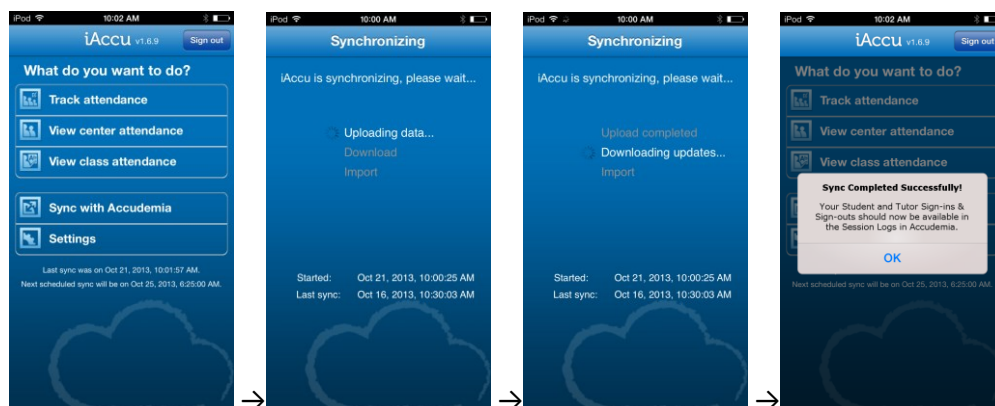 iPod 10:02 AM
iAccu v1.6.9 Sign out
What do you want to do?
Track attendance
View center attendance
View class attendance
Sync with Accudemia
Settings
Last sync was on Oct 21, 2013, 10:01:57 AM.
Next scheduled sync will be on Oct 25, 2013, 6:25:00 AM.
→
iPod 10:00 AM
Synchronizing
iAccu is synchronizing, please wait...
Uploading data...
Download
Import
Started: Oct 21, 2013, 10:00:25 AM
Last sync: Oct 16, 2013, 10:30:03 AM
→
iPod 10:00 AM
Synchronizing
iAccu is synchronizing, please wait...
Upload completed
Downloading updates...
Import
Started: Oct 21, 2013, 10:00:25 AM
Last sync: Oct 16, 2013, 10:30:03 AM
→
iPod 10:02 AM
iAccu v1.6.9 Sign out
What do you want to do?
Track attendance
View center attendance
View class attendance
Sync Completed Successfully!
Your Student and Tutor Sign-ins &
Sign-outs should now be available in
the Session Logs in Accudemia.
OK
Next scheduled sync will be on Oct 25, 2013, 6:25:00 AM.